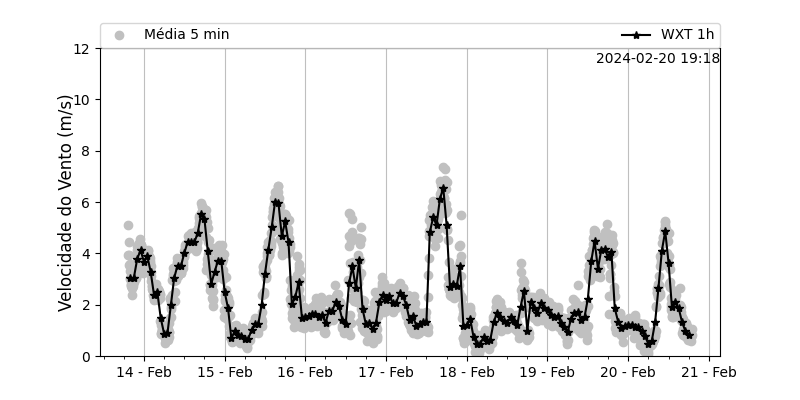 Média 5 min
WXT 1h
2024-02-20 19:18
Velocidade do Vento (m/s)
12
10
8
6
4
2
0
14 - Feb
15 - Feb
16 - Feb
17 - Feb
18 - Feb
19 - Feb
20 - Feb
21 - Feb